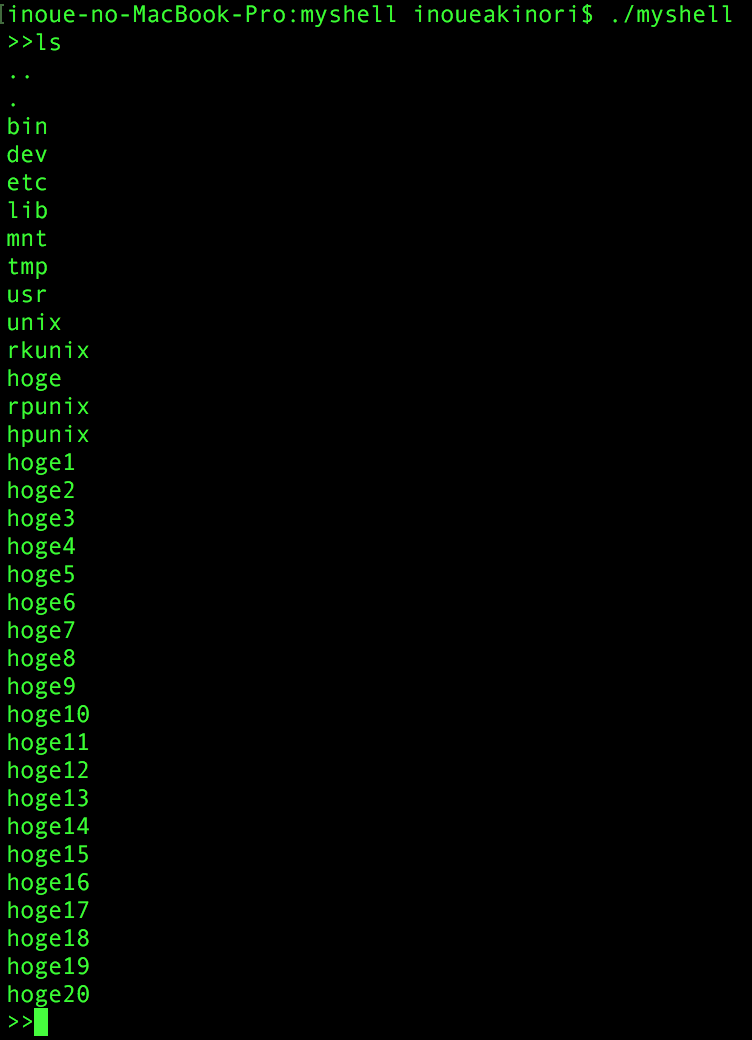 [inoue-no-MacBook-Pro:myshell inoueakinori$ ./myshell
>>ls
..
.
bin
dev
etc
lib
mnt
tmp
usr
unix
rkunix
hoge
rpunix
hpunix
hoge1
hoge2
hoge3
hoge4
hoge5
hoge6
hoge7
hoge8
hoge9
hoge10
hoge11
hoge12
hoge13
hoge14
hoge15
hoge16
hoge17
hoge18
hoge19
hoge20
>>